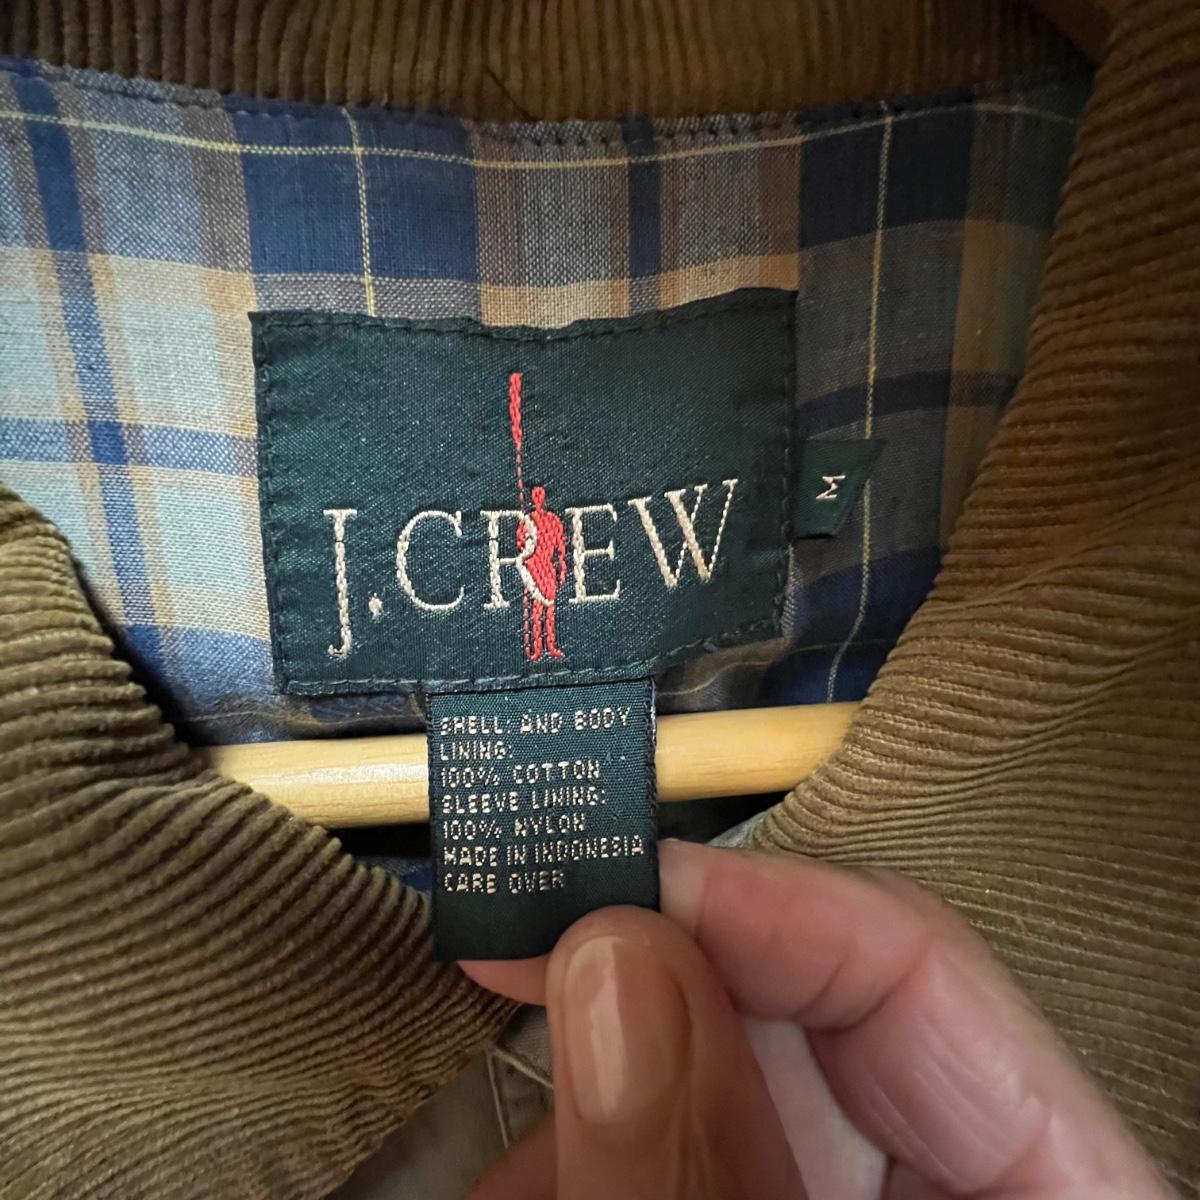 J.CREW
M
SHELL AND BODY
LINING:
100% COTTON
SLEEVE LINING:
100% NYLON
MADE IN INDONESIA
CARE OVER